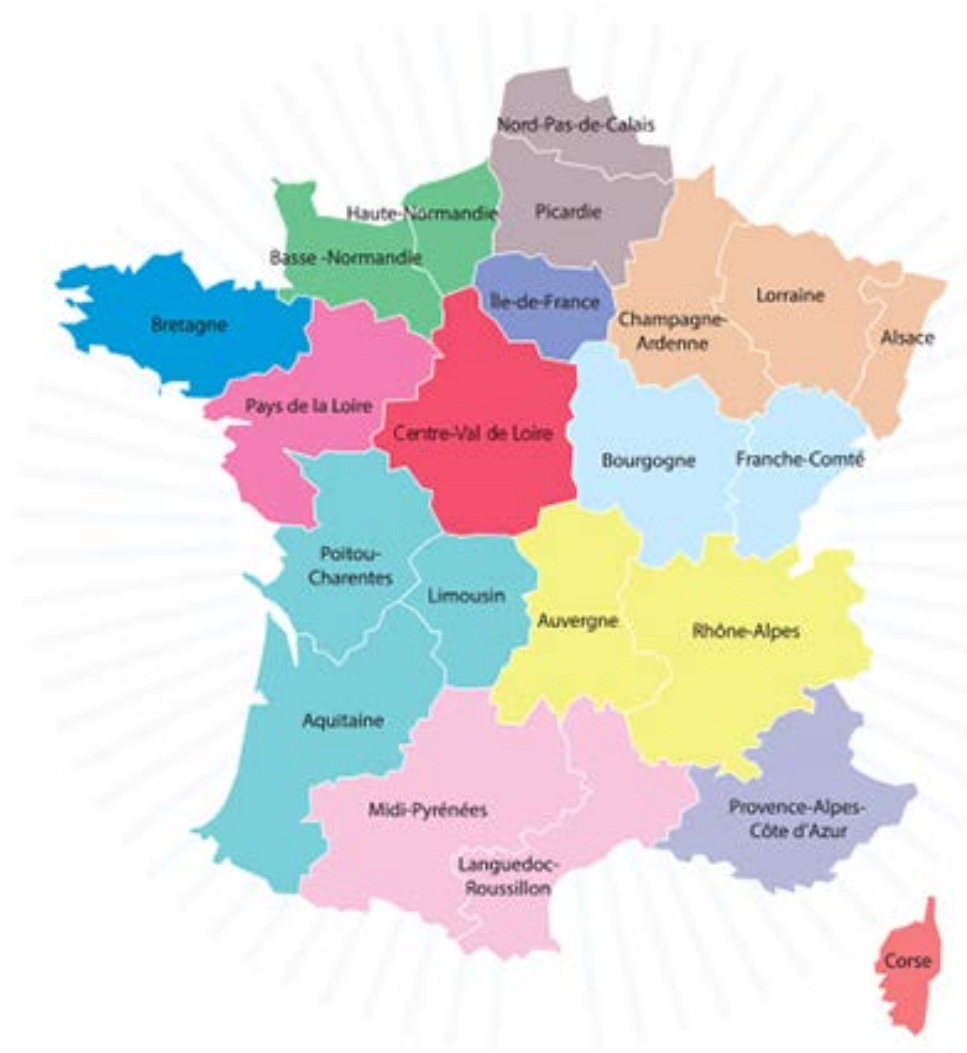 Nord-Pas-de-Calais
Haute-Normandie
Picardie
Basse -Normandie
Île-de-France
Lorraine
Bretagne
Champagne-
Ardenne
Alsace
Pays de la Loire
Centre-Val de Loire
Bourgogne
Franche-Comté
Poitou-
Charentes
Limousin
Auvergne
Rhône-Alpes
Aquitaine
Midi-Pyrénées
Provence-Alpes-
Côte d'Azur
Languedoc-
Roussillon
Corse